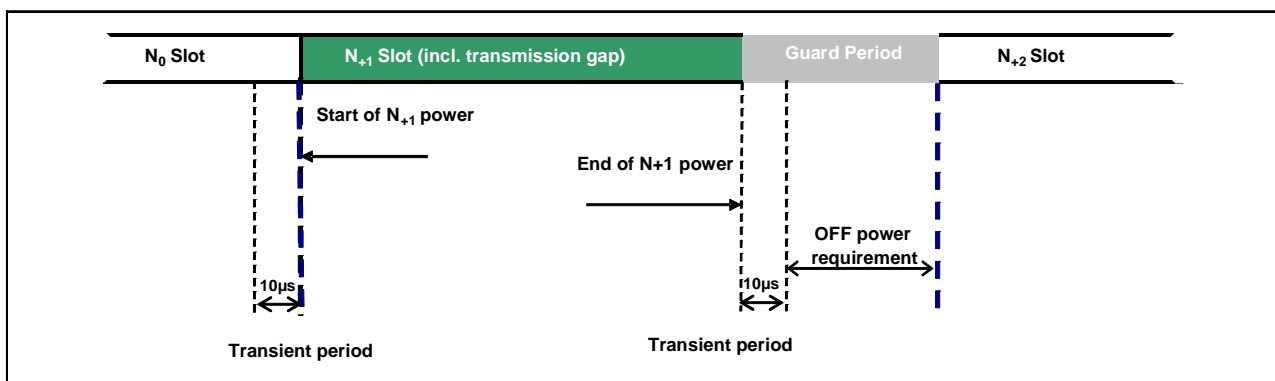 N0 Slot
N+1 Slot (incl. transmission gap)
Guard Period
N+2 Slot
Start of N+1 power
End of N+1 power
OFF power
requirement
10µs
10µs
Transient period
Transient period